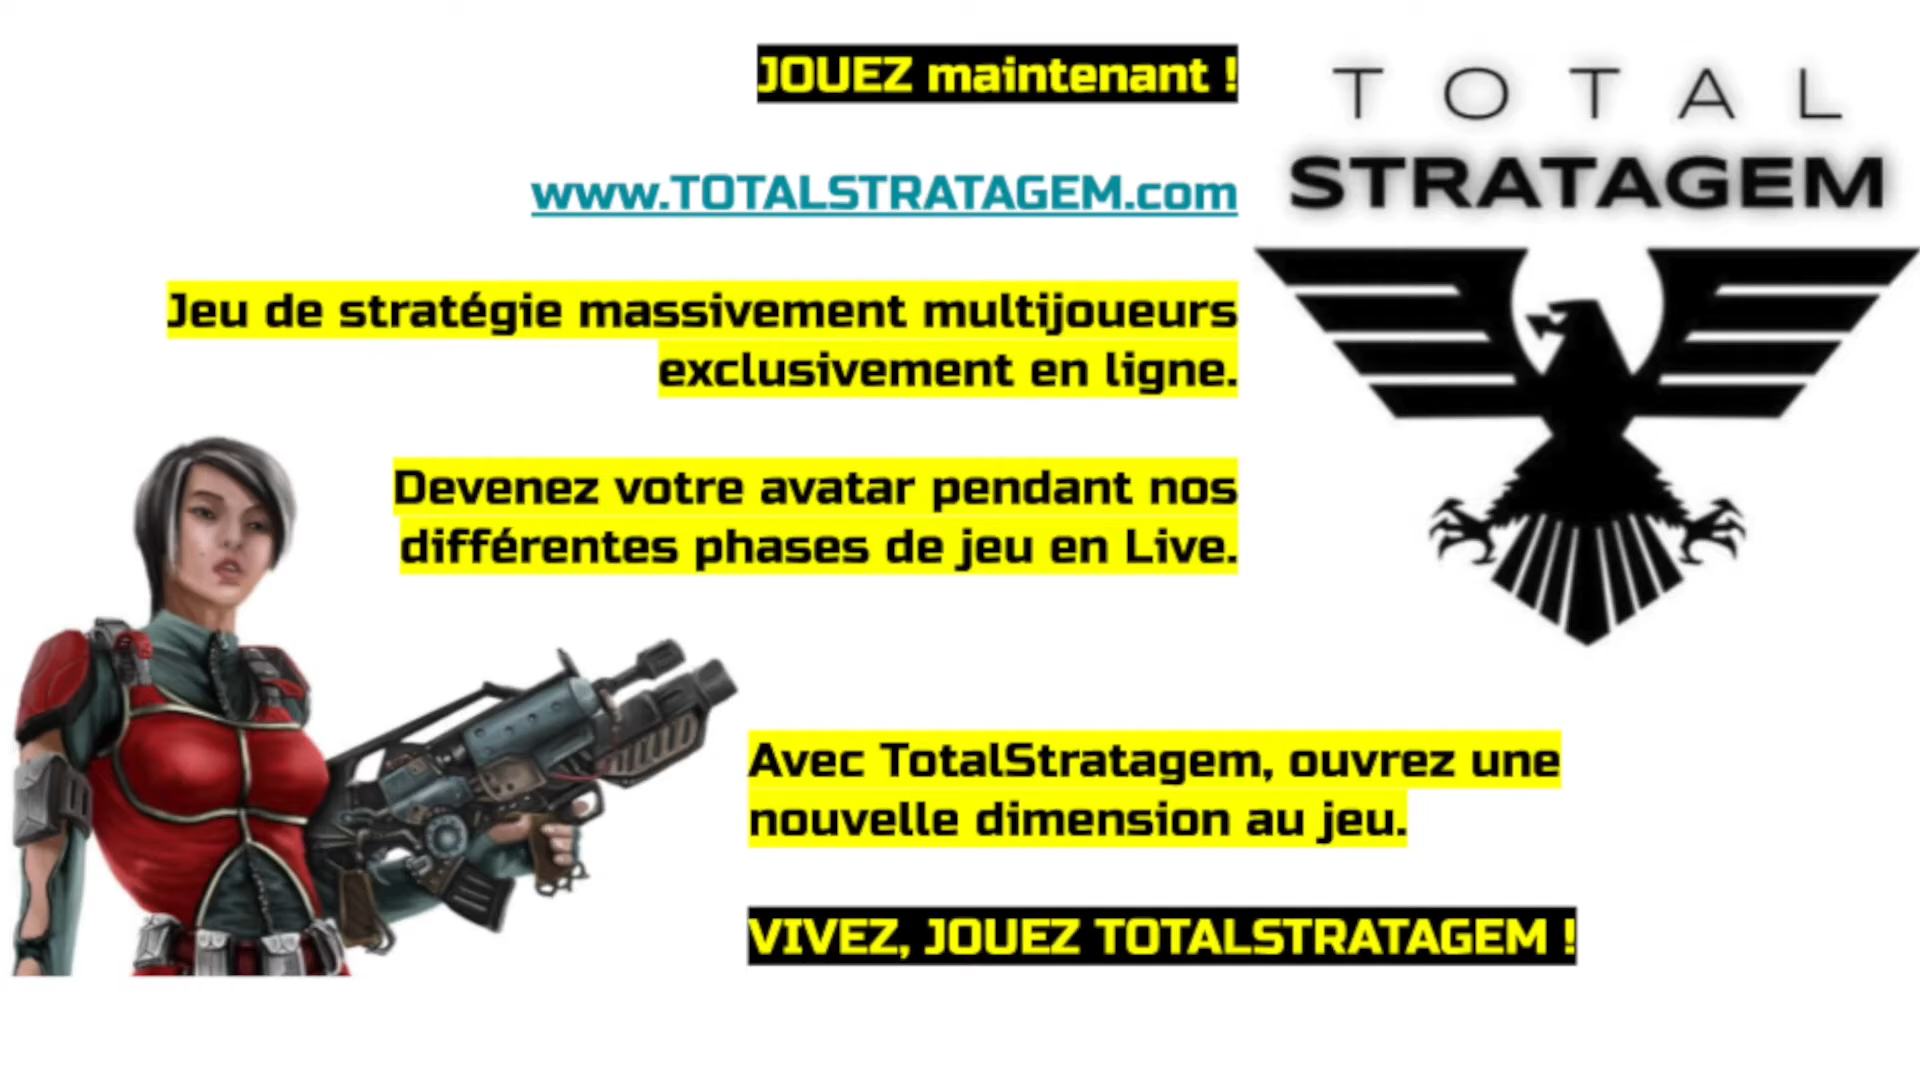 JOUEZ maintenant !
TOTAL
STRATAGEM
www.TOTALSTRATAGEM.com
Jeu de stratégie massivement multijoueurs
exclusivement en ligne.
Devenez votre avatar pendant nos
différentes phases de jeu en Live.
Avec TotalStratagem, ouvrez une
nouvelle dimension au jeu.
VIVEZ, JOUEZ TOTALSTRATAGEM !